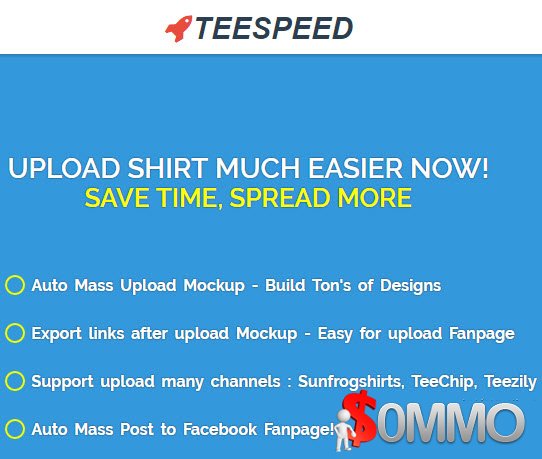 TEESPEED
UPLOAD SHIRT MUCH EASIER NOW!
SAVE TIME, SPREAD MORE
Auto Mass Upload Mockup - Build Ton's of Designs
Export links after upload Mockup - Easy for upload Fanpage
Support upload many channels : Sunfrogshirts, TeeChip, Teezily
Auto Mass Post to Facebook Fanpage!
$OMMO